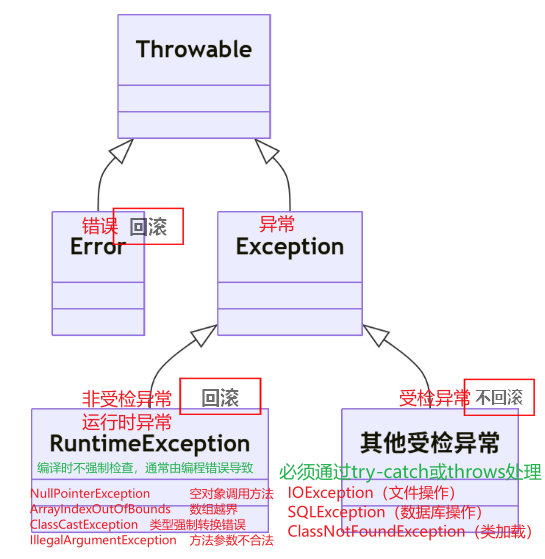 Throwable
错误
回滚
Error
异常
Exception
非受检异常
回滚
运行时异常
RuntimeException
编译时不强制检查，通常由编程错误导致
NullPointerException 空对象调用方法
ArrayIndexOutOfBounds 数组越界
ClassCastException 类型强制转换错误
IllegalArgumentException 方法参数不合法
受检异常
不回滚
其他受检异常
必须通过try-catch或throws处理
IOException（文件操作）
SQLException（数据库操作）
ClassNotFoundException（类加载）